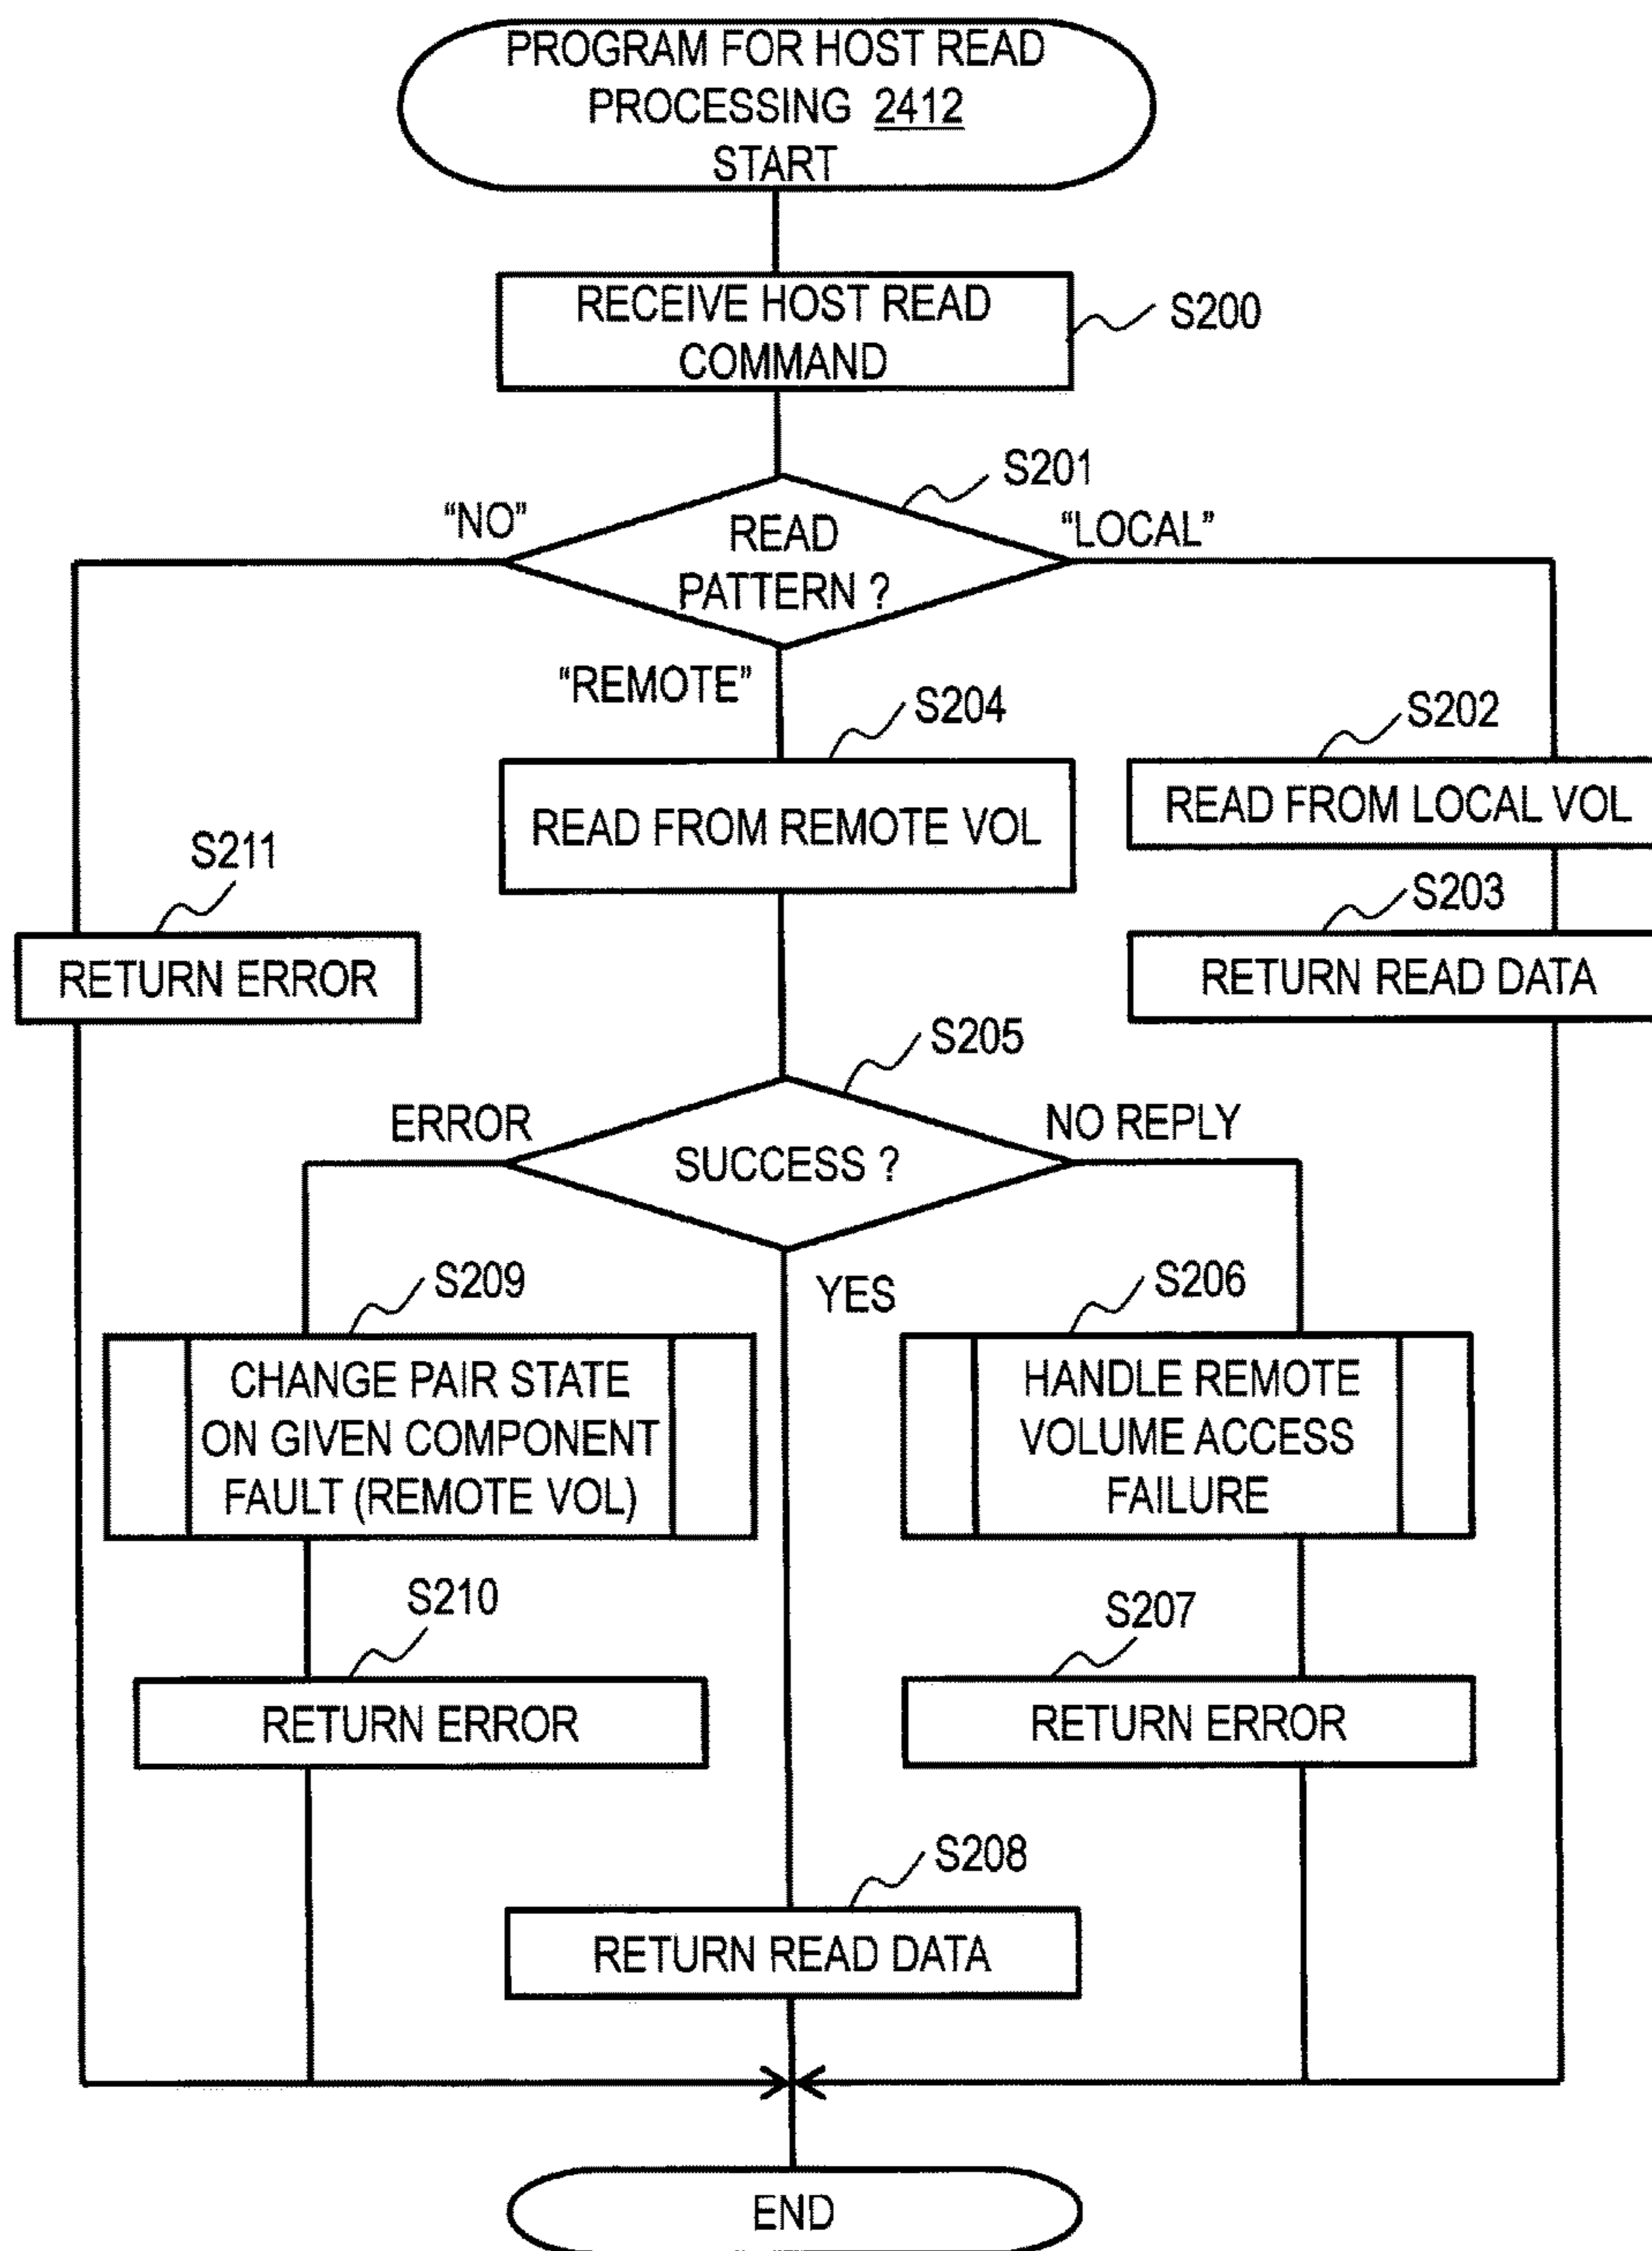 PROGRAM FOR HOST READ
PROCESSING 2412
START
RECEIVE HOST READ
COMMAND
S200
S201
"NO"
READ
PATTERN ?
"LOCAL"
"REMOTE"
S204
S202
READ FROM REMOTE VOL
READ FROM LOCAL VOL
S211
S203
RETURN ERROR
RETURN READ DATA
S205
ERROR
SUCCESS ?
NO REPLY
YES
S209
S206
CHANGE PAIR STATE
ON GIVEN COMPONENT
FAULT (REMOTE VOL)
HANDLE REMOTE
VOLUME ACCESS
FAILURE
S210
S207
RETURN ERROR
RETURN ERROR
S208
RETURN READ DATA
END